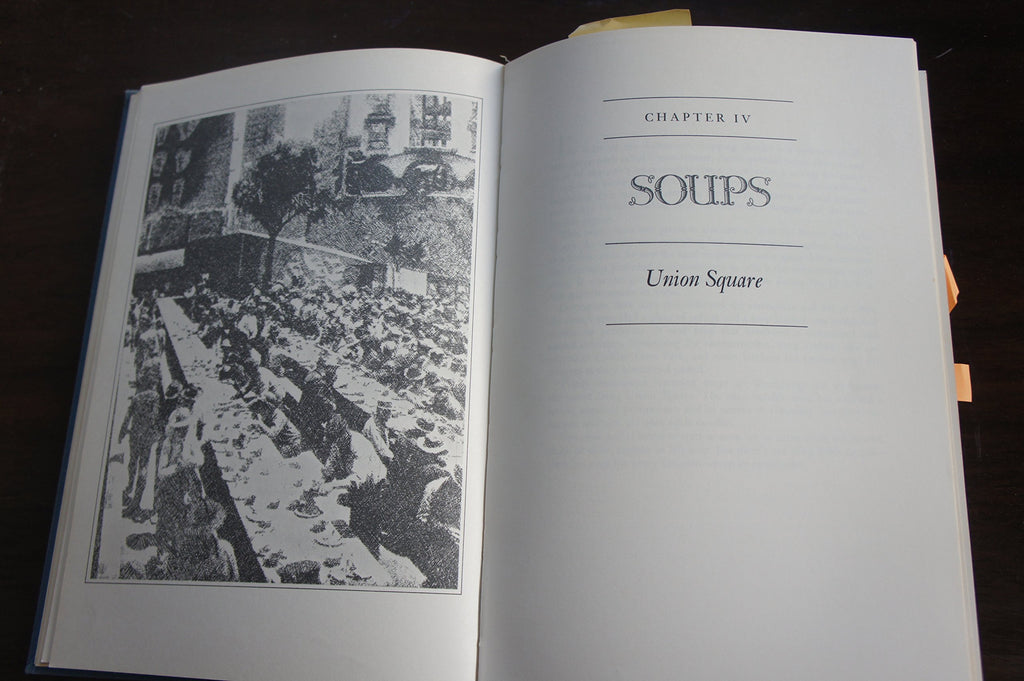 CHAPTER IV
SOUPS
Union Square